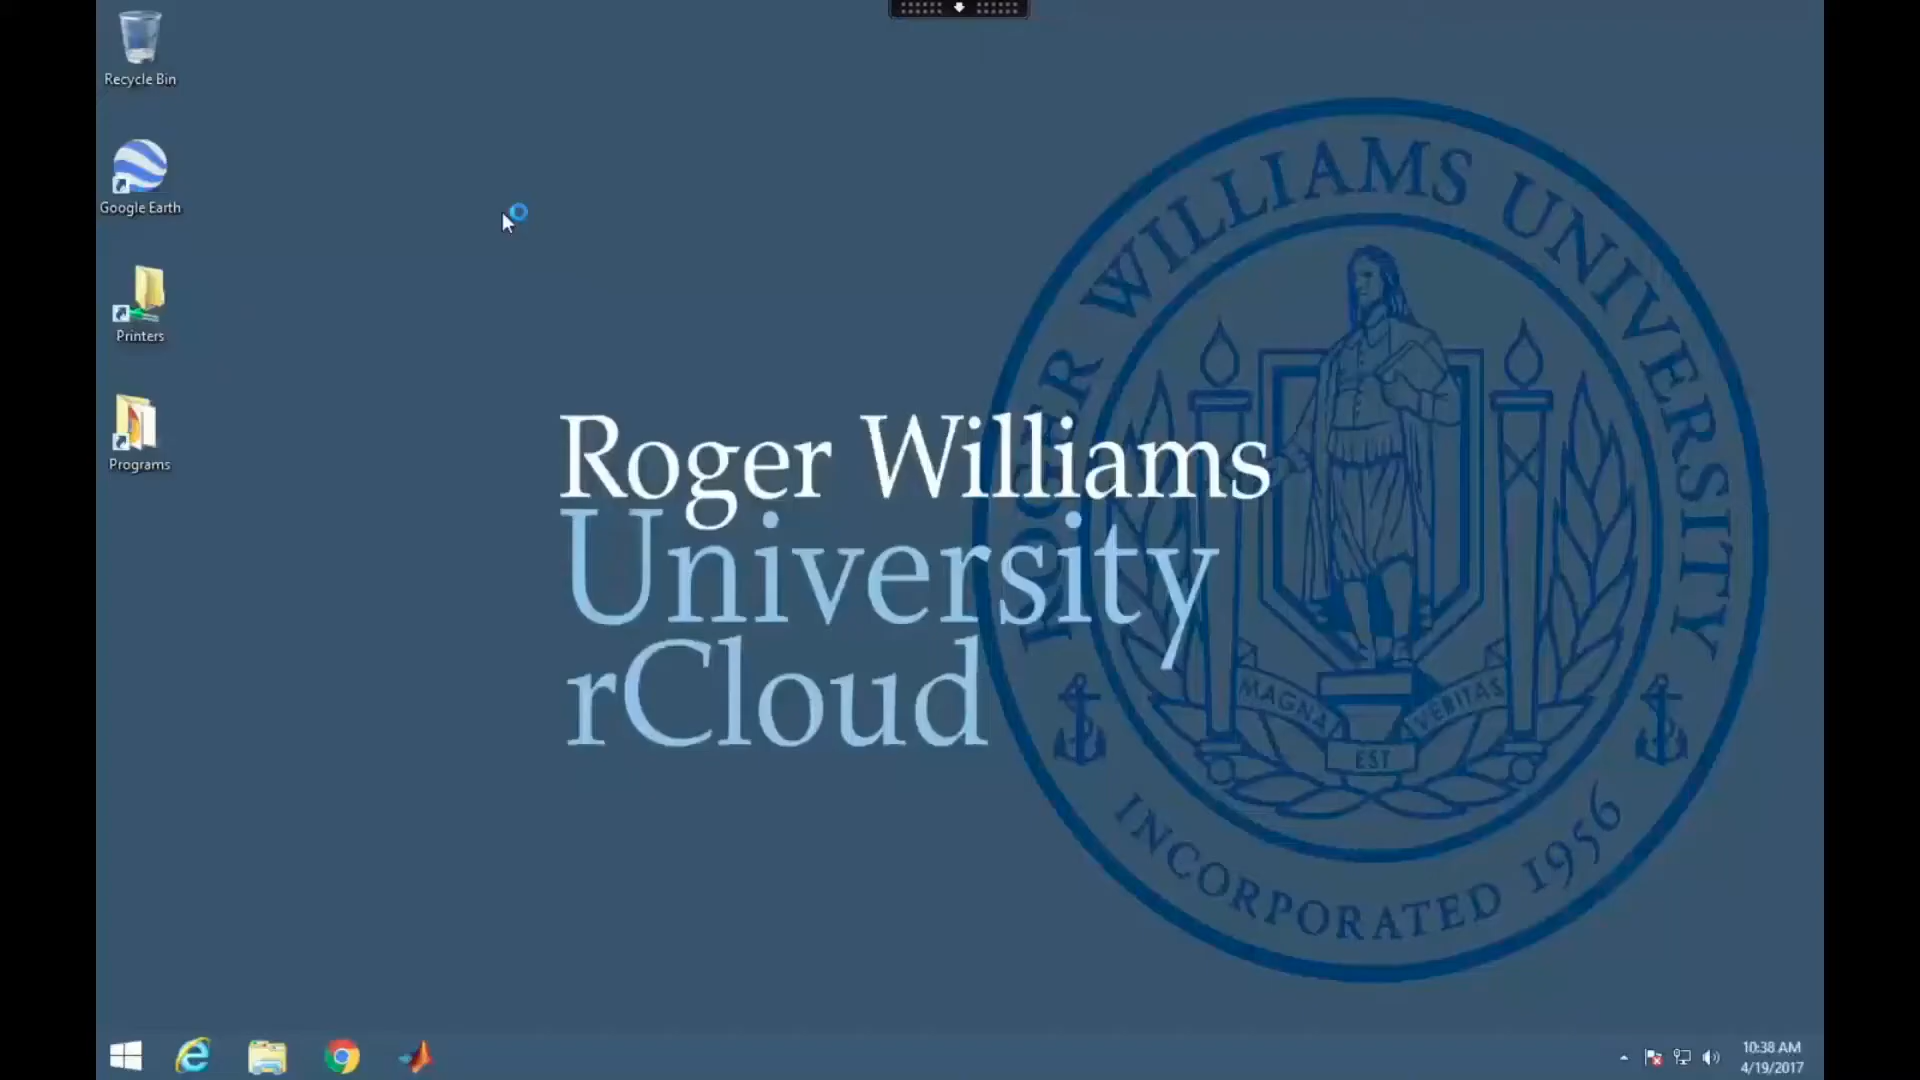 Recycle Bin
Google Earth
Printers
Programs
Roger Williams
University
rCloud
ROGER WILLIAMS UNIVERSITY
MAGNA EST VERITAS
INCORPORATED 1956
10:38 AM
4/19/2017